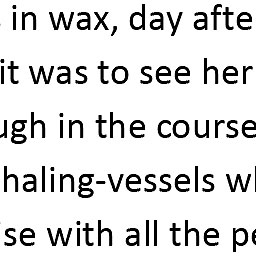 in wax, day afte
it was to see her
ugh in the course
haling-vessels w
ise with all the pe